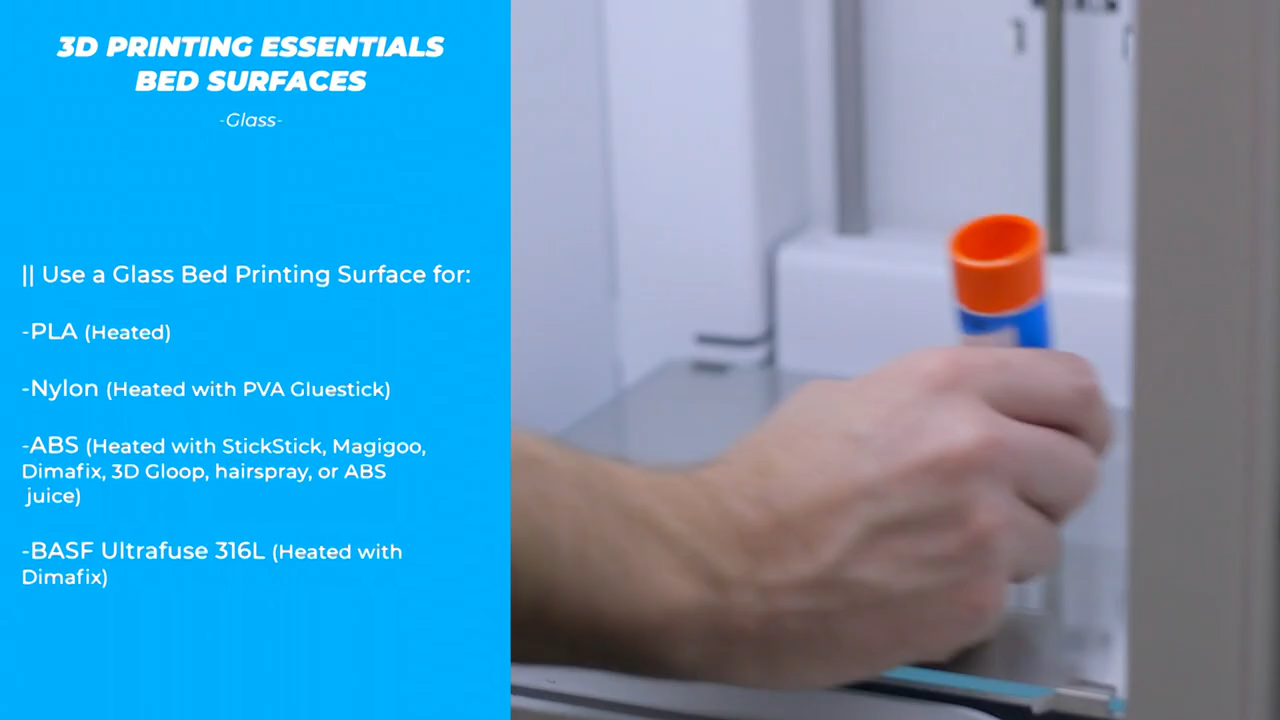 3D PRINTING ESSENTIALS
BED SURFACES
-Glass-
|| Use a Glass Bed Printing Surface for:
-PLA (Heated)
-Nylon (Heated with PVA Gluestick)
-ABS (Heated with StickStick, Magigoo,
Dimafix, 3D Gloop, hairspray, or ABS
juice)
-BASF Ultrafuse 316L (Heated with
Dimafix)